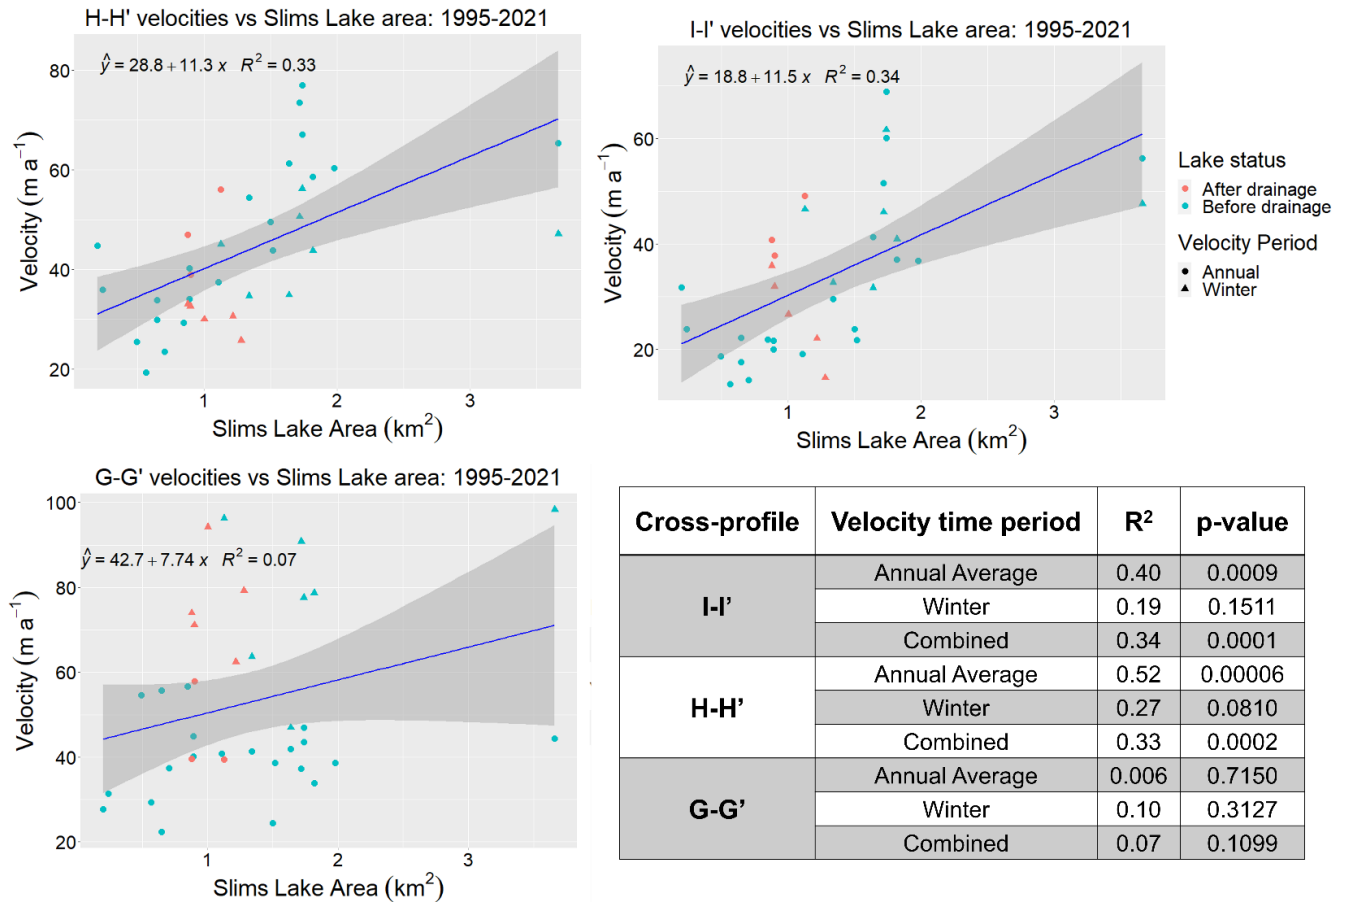 H-H' velocities vs Slims Lake area: 1995-2021
ŷ = 28.8 + 11.3 x R² = 0.33
80
60
40
20
Velocity (m a⁻¹)
1 2 3
Slims Lake Area (km²)
I-I' velocities vs Slims Lake area: 1995-2021
ŷ = 18.8 + 11.5 x R² = 0.34
60
40
20
Velocity (m a⁻¹)
1 2 3
Slims Lake Area (km²)
Lake status
After drainage
Before drainage
Velocity Period
Annual
Winter
G-G' velocities vs Slims Lake area: 1995-2021
100
ŷ = 42.7 + 7.74 x R² = 0.07
80
60
40
20
Velocity (m a⁻¹)
1 2 3
Slims Lake Area (km²)
Cross-profile Velocity time period R² p-value
I-I’
Annual Average 0.40 0.0009
Winter 0.19 0.1511
Combined 0.34 0.0001
H-H’
Annual Average 0.52 0.00006
Winter 0.27 0.0810
Combined 0.33 0.0002
G-G’
Annual Average 0.006 0.7150
Winter 0.10 0.3127
Combined 0.07 0.1099